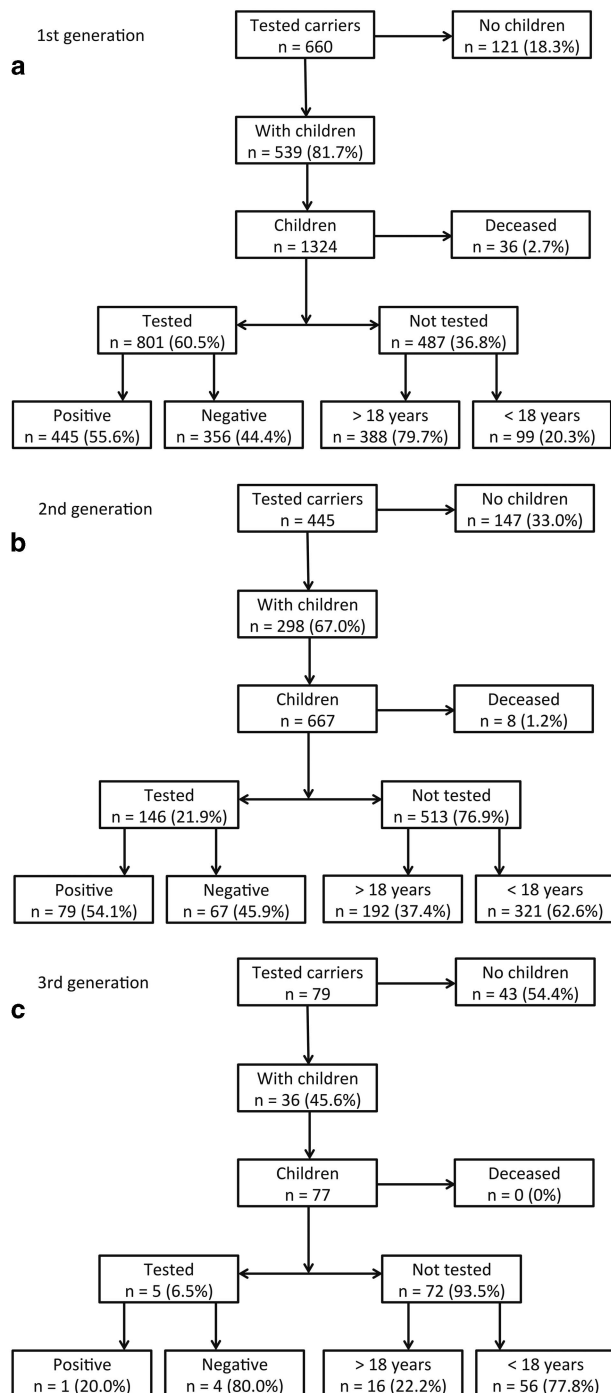 1st generation
a
Tested carriers
n = 660
No children
n = 121 (18.3%)
With children
n = 539 (81.7%)
Children
n = 1324
Deceased
n = 36 (2.7%)
Tested
n = 801 (60.5%)
Not tested
n = 487 (36.8%)
Positive
n = 445 (55.6%)
Negative
n = 356 (44.4%)
> 18 years
n = 388 (79.7%)
< 18 years
n = 99 (20.3%)
2nd generation
b
Tested carriers
n = 445
No children
n = 147 (33.0%)
With children
n = 298 (67.0%)
Children
n = 667
Deceased
n = 8 (1.2%)
Tested
n = 146 (21.9%)
Not tested
n = 513 (76.9%)
Positive
n = 79 (54.1%)
Negative
n = 67 (45.9%)
> 18 years
n = 192 (37.4%)
< 18 years
n = 321 (62.6%)
3rd generation
c
Tested carriers
n = 79
No children
n = 43 (54.4%)
With children
n = 36 (45.6%)
Children
n = 77
Deceased
n = 0 (0%)
Tested
n = 5 (6.5%)
Not tested
n = 72 (93.5%)
Positive
n = 1 (20.0%)
Negative
n = 4 (80.0%)
> 18 years
n = 16 (22.2%)
< 18 years
n = 56 (77.8%)